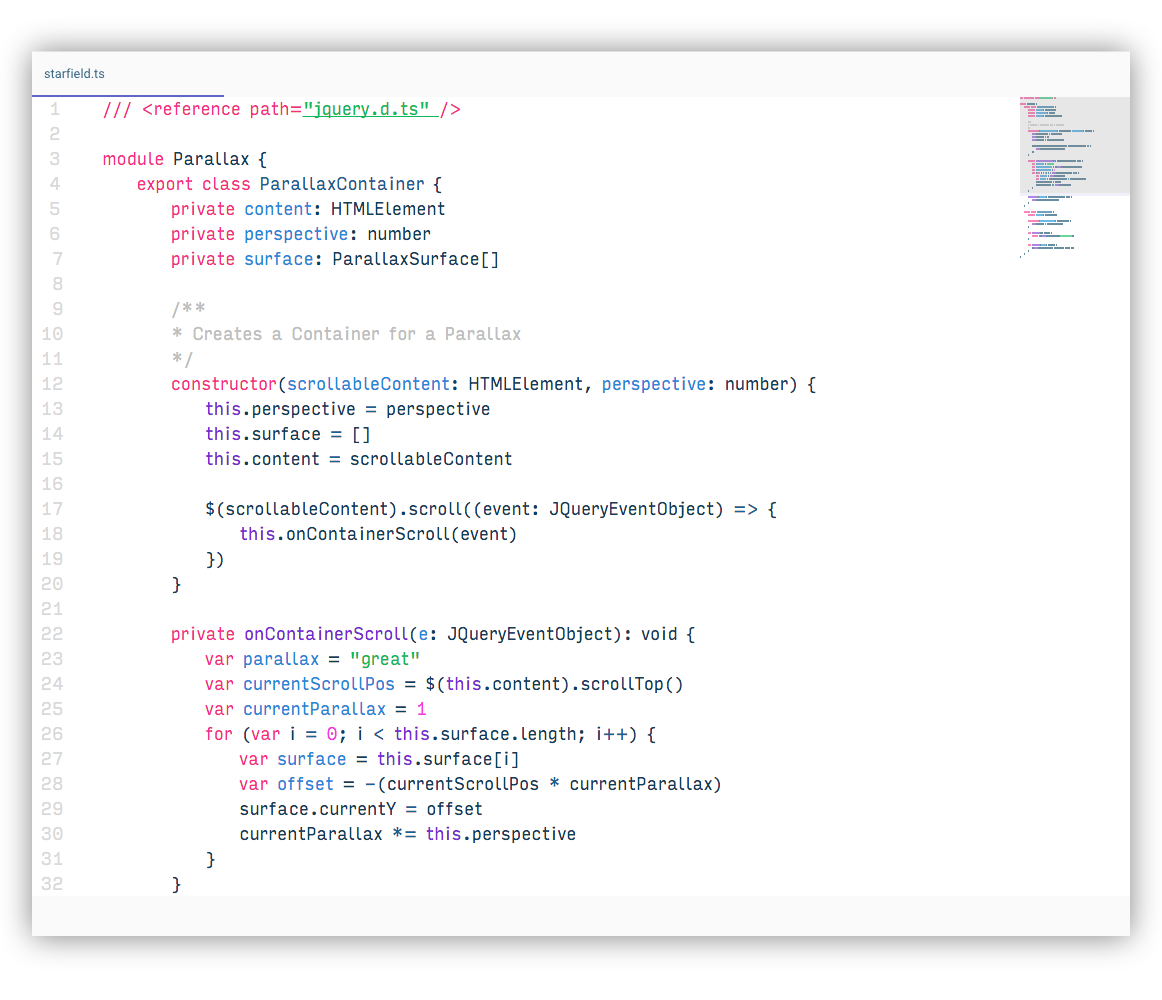 starfield.ts
1 /// <reference path="jquery.d.ts" />
2
3 module Parallax {
4 export class ParallaxContainer {
5 private content: HTMLElement
6 private perspective: number
7 private surface: ParallaxSurface[]
8
9 /**
10 * Creates a Container for a Parallax
11 */
12 constructor(scrollableContent: HTMLElement, perspective: number) {
13 this.perspective = perspective
14 this.surface = []
15 this.content = scrollableContent
16
17 $(scrollableContent).scroll((event: JQueryEventObject) => {
18 this.onContainerScroll(event)
19 })
20 }
21
22 private onContainerScroll(e: JQueryEventObject): void {
23 var parallax = "great"
24 var currentScrollPos = $(this.content).scrollTop()
25 var currentParallax = 1
26 for (var i = 0; i < this.surface.length; i++) {
27 var surface = this.surface[i]
28 var offset = -(currentScrollPos * currentParallax)
29 surface.currentY = offset
30 currentParallax *= this.perspective
31 }
32 }